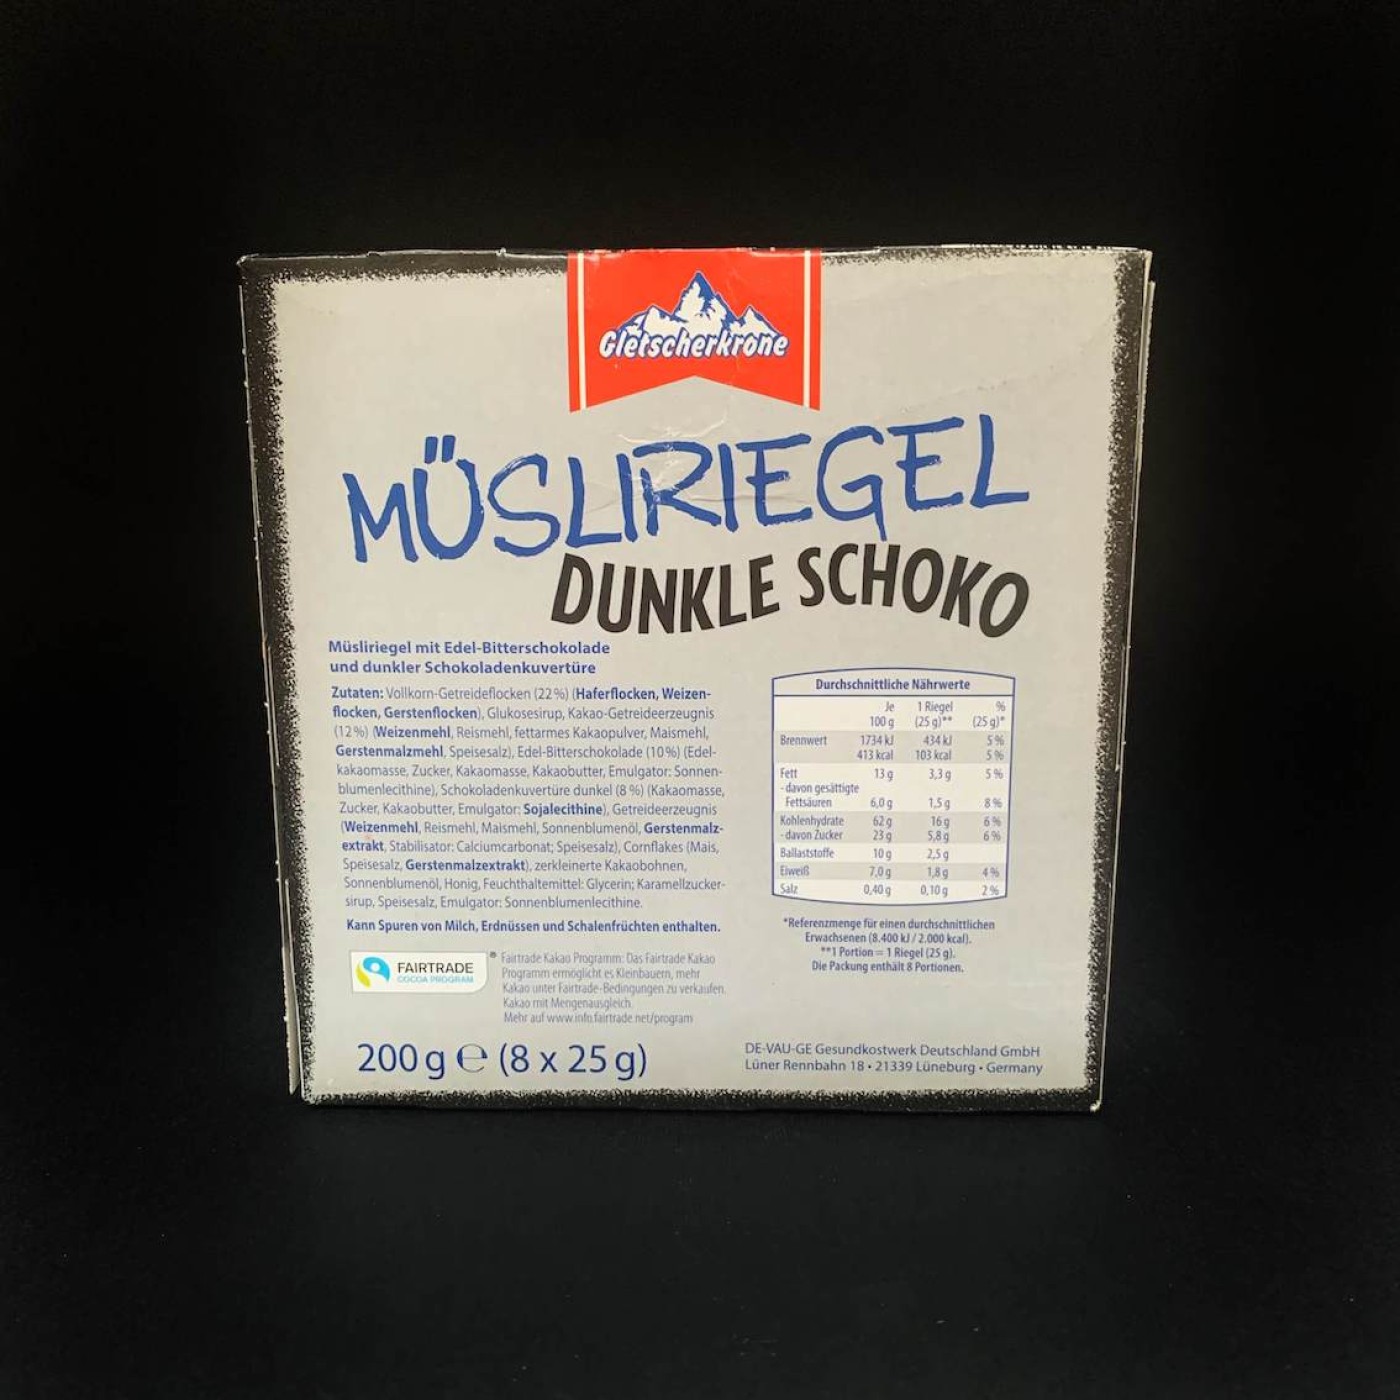 Gletscherkrone
MÜSLIRIEGEL
DUNKLE SCHOKO
Müsliriegel mit Edel-Bitterschokolade
und dunkler Schokoladenkuvertüre
Zutaten: Vollkorn-Getreideflocken (22%) (Haferflocken, Weizen-
flocken, Gerstenflocken), Glukosesirup, Kakao-Getreideerzeugnis
(12%) (Weizenmehl, Reismehl, fettarmes Kakaopulver, Maismehl,
Gerstenmalzmehl, Speisesalz), Edel-Bitterschokolade (10%) (Edel-
kakaomasse, Zucker, Kakaomasse, Kakaobutter, Emulgator: Sonnen-
blumenlecithine), Schokoladenkuvertüre dunkel (8%) (Kakaomasse,
Zucker, Kakaobutter, Emulgator: Sojalecithine), Getreideerzeugnis
(Weizenmehl, Reismehl, Maismehl, Sonnenblumenöl, Gerstenmalz-
extrakt, Stabilisator: Calciumcarbonat; Speisesalz), Cornflakes (Mais,
Speisesalz, Gerstenmalzextrakt), zerkleinerte Kakaobohnen,
Sonnenblumenöl, Honig, Feuchthaltemittel: Glycerin; Karamellzucker-
sirup, Speisesalz, Emulgator: Sonnenblumenlecithine.
Kann Spuren von Milch, Erdnüssen und Schalenfrüchten enthalten.
FAIRTRADE
COCOA PROGRAM
® Fairtrade Kakao Programm: Das Fairtrade Kakao
Programm ermöglicht es Kleinbauern, mehr
Kakao unter Fairtrade-Bedingungen zu verkaufen.
Kakao mit Mengenausgleich.
Mehr auf www.info.fairtrade.net/program
200 g e (8 x 25 g)
Durchschnittliche Nährwerte
Je 1 Riegel %
100 g (25 g)** (25 g)*
Brennwert 1734 kJ 434 kJ 5%
413 kcal 103 kcal 5%
Fett 13 g 3,3 g 5%
- davon gesättigte
Fettsäuren 6,0 g 1,5 g 8%
Kohlenhydrate 62 g 16 g 6%
- davon Zucker 23 g 5,8 g 6%
Ballaststoffe 10 g 2,5 g
Eiweiß 7,0 g 1,8 g 4%
Salz 0,40 g 0,10 g 2%
*Referenzmenge für einen durchschnittlichen
Erwachsenen (8.400 kJ / 2.000 kcal).
**1 Portion = 1 Riegel (25 g).
Die Packung enthält 8 Portionen.
DE-VAU-GE Gesundkostwerk Deutschland GmbH
Lüner Rennbahn 18 • 21339 Lüneburg • Germany